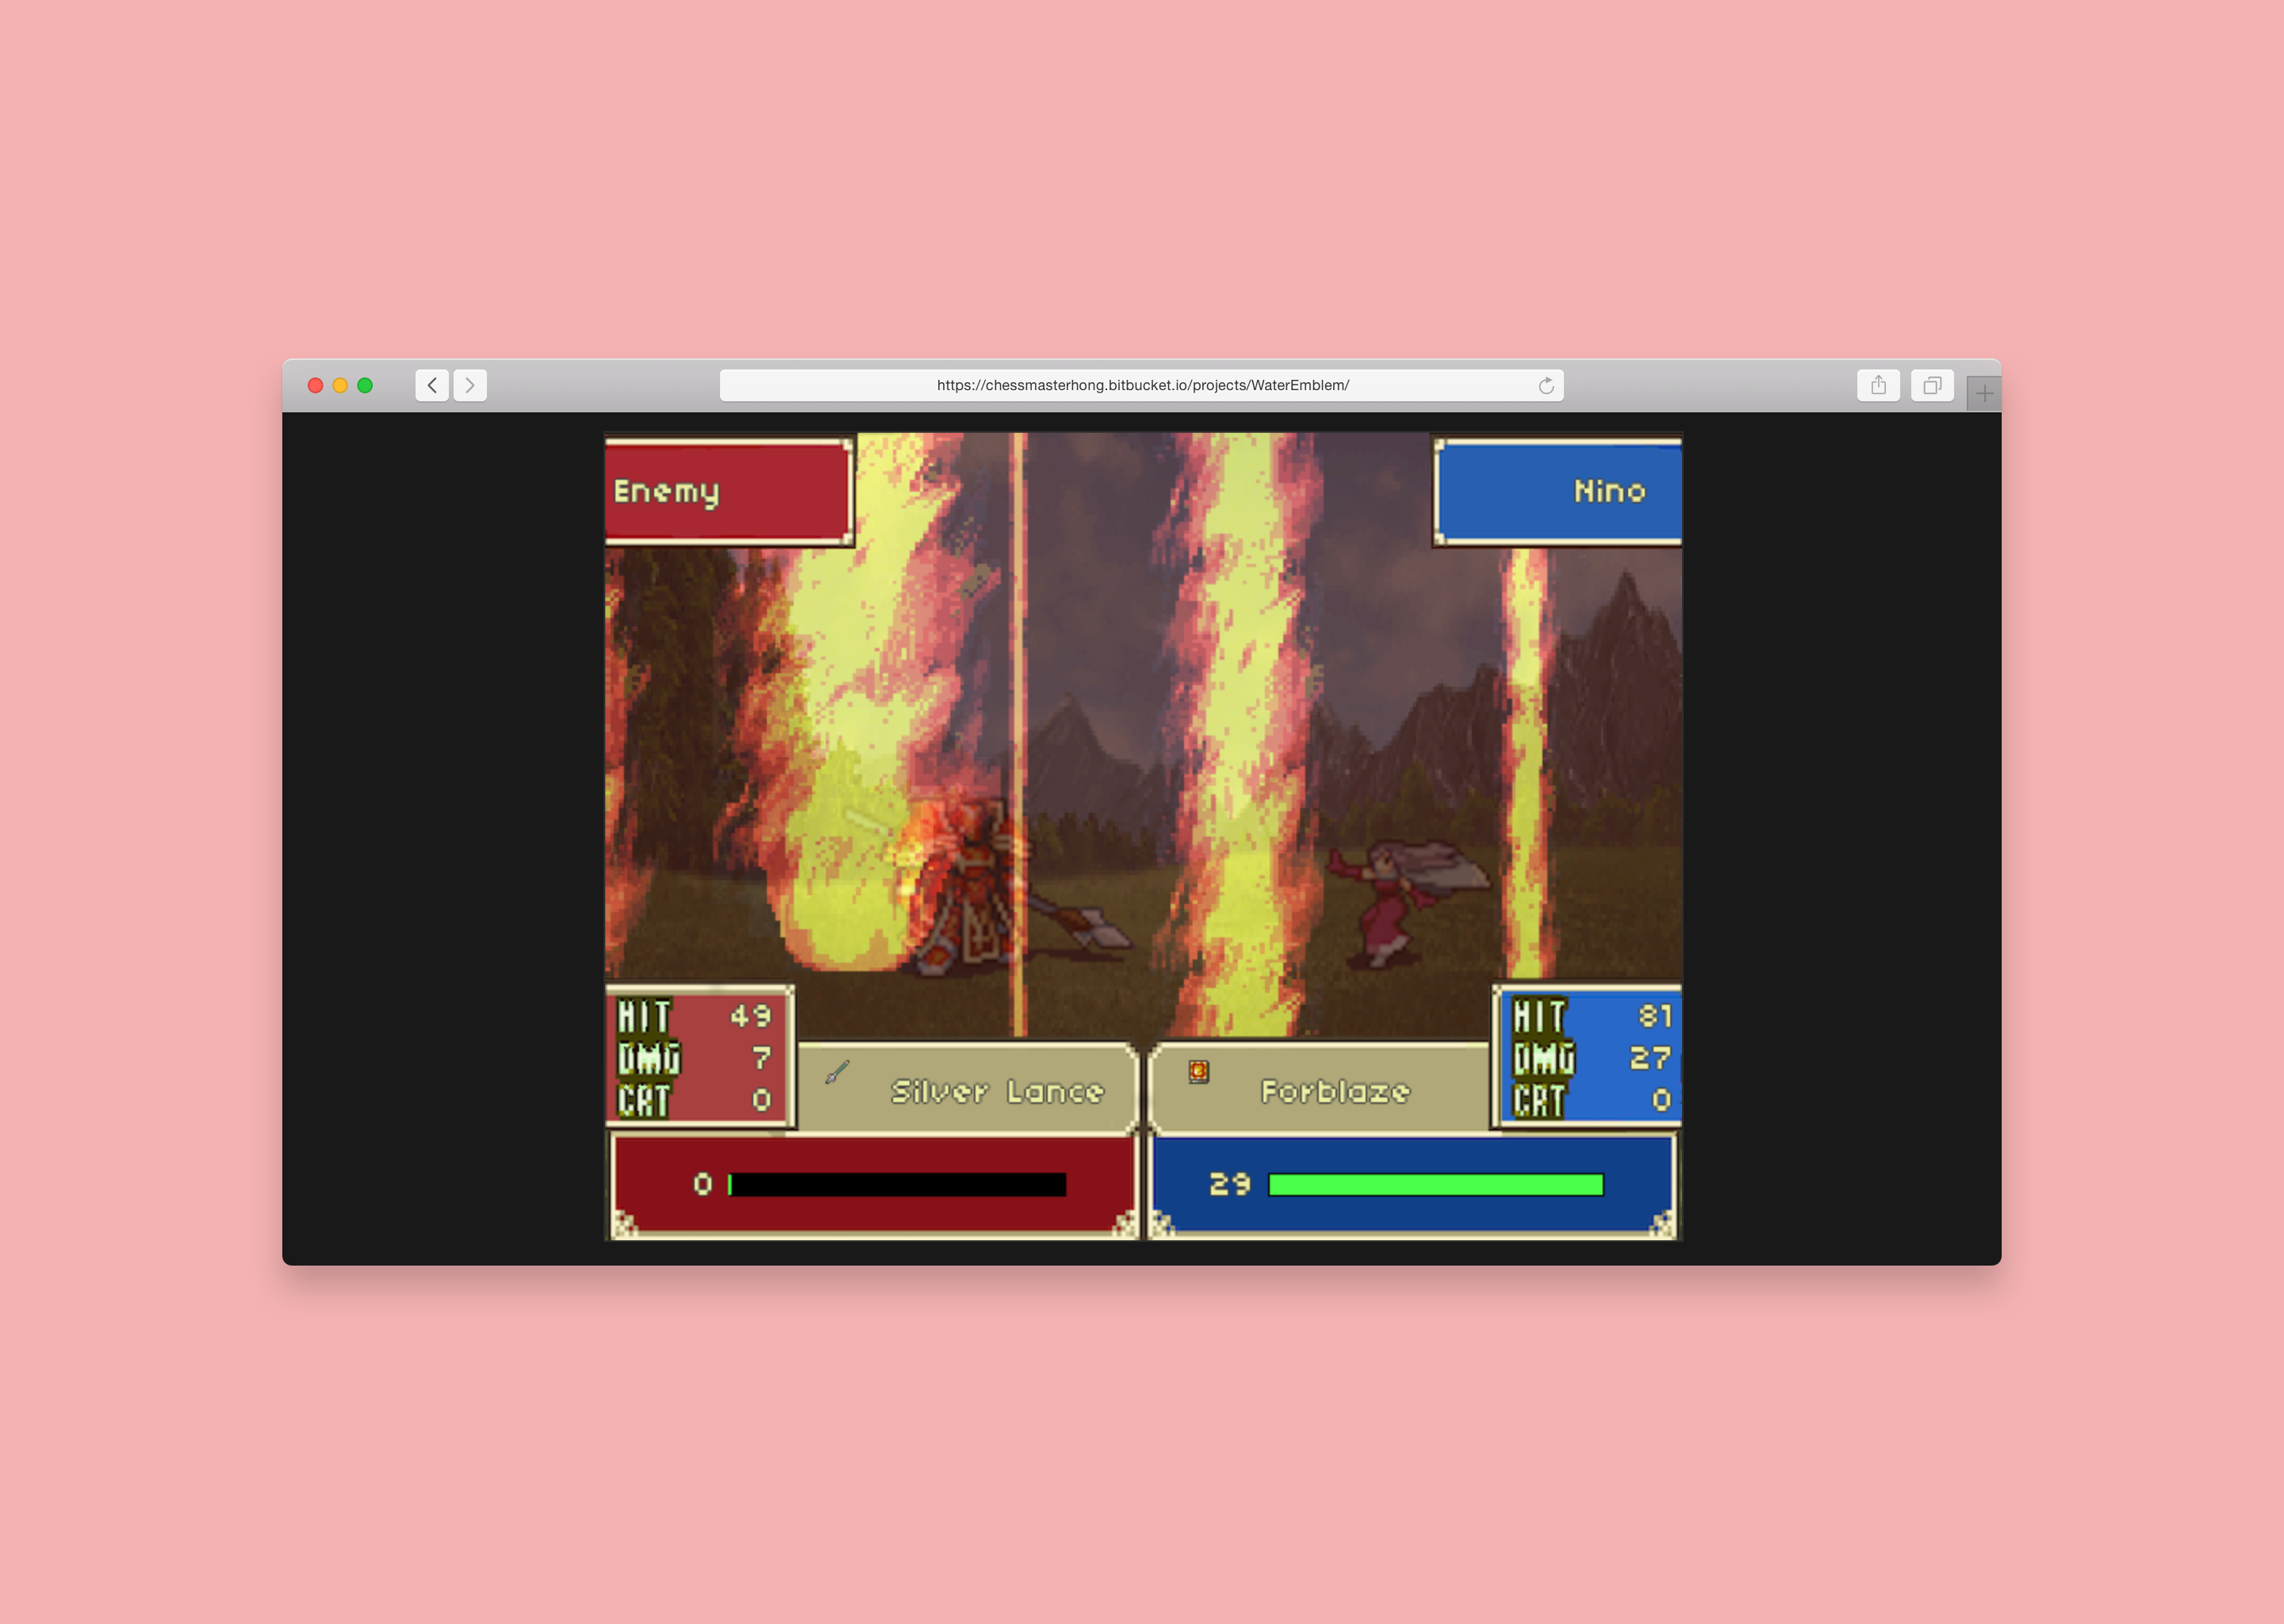 https://chessmasterhong.bitbucket.io/projects/WaterEmblem/
Enemy
Nino
HIT 49
DMG 7
CRT 0
Silver Lance
Forblaze
HIT 81
DMG 27
CRT 0
0
29